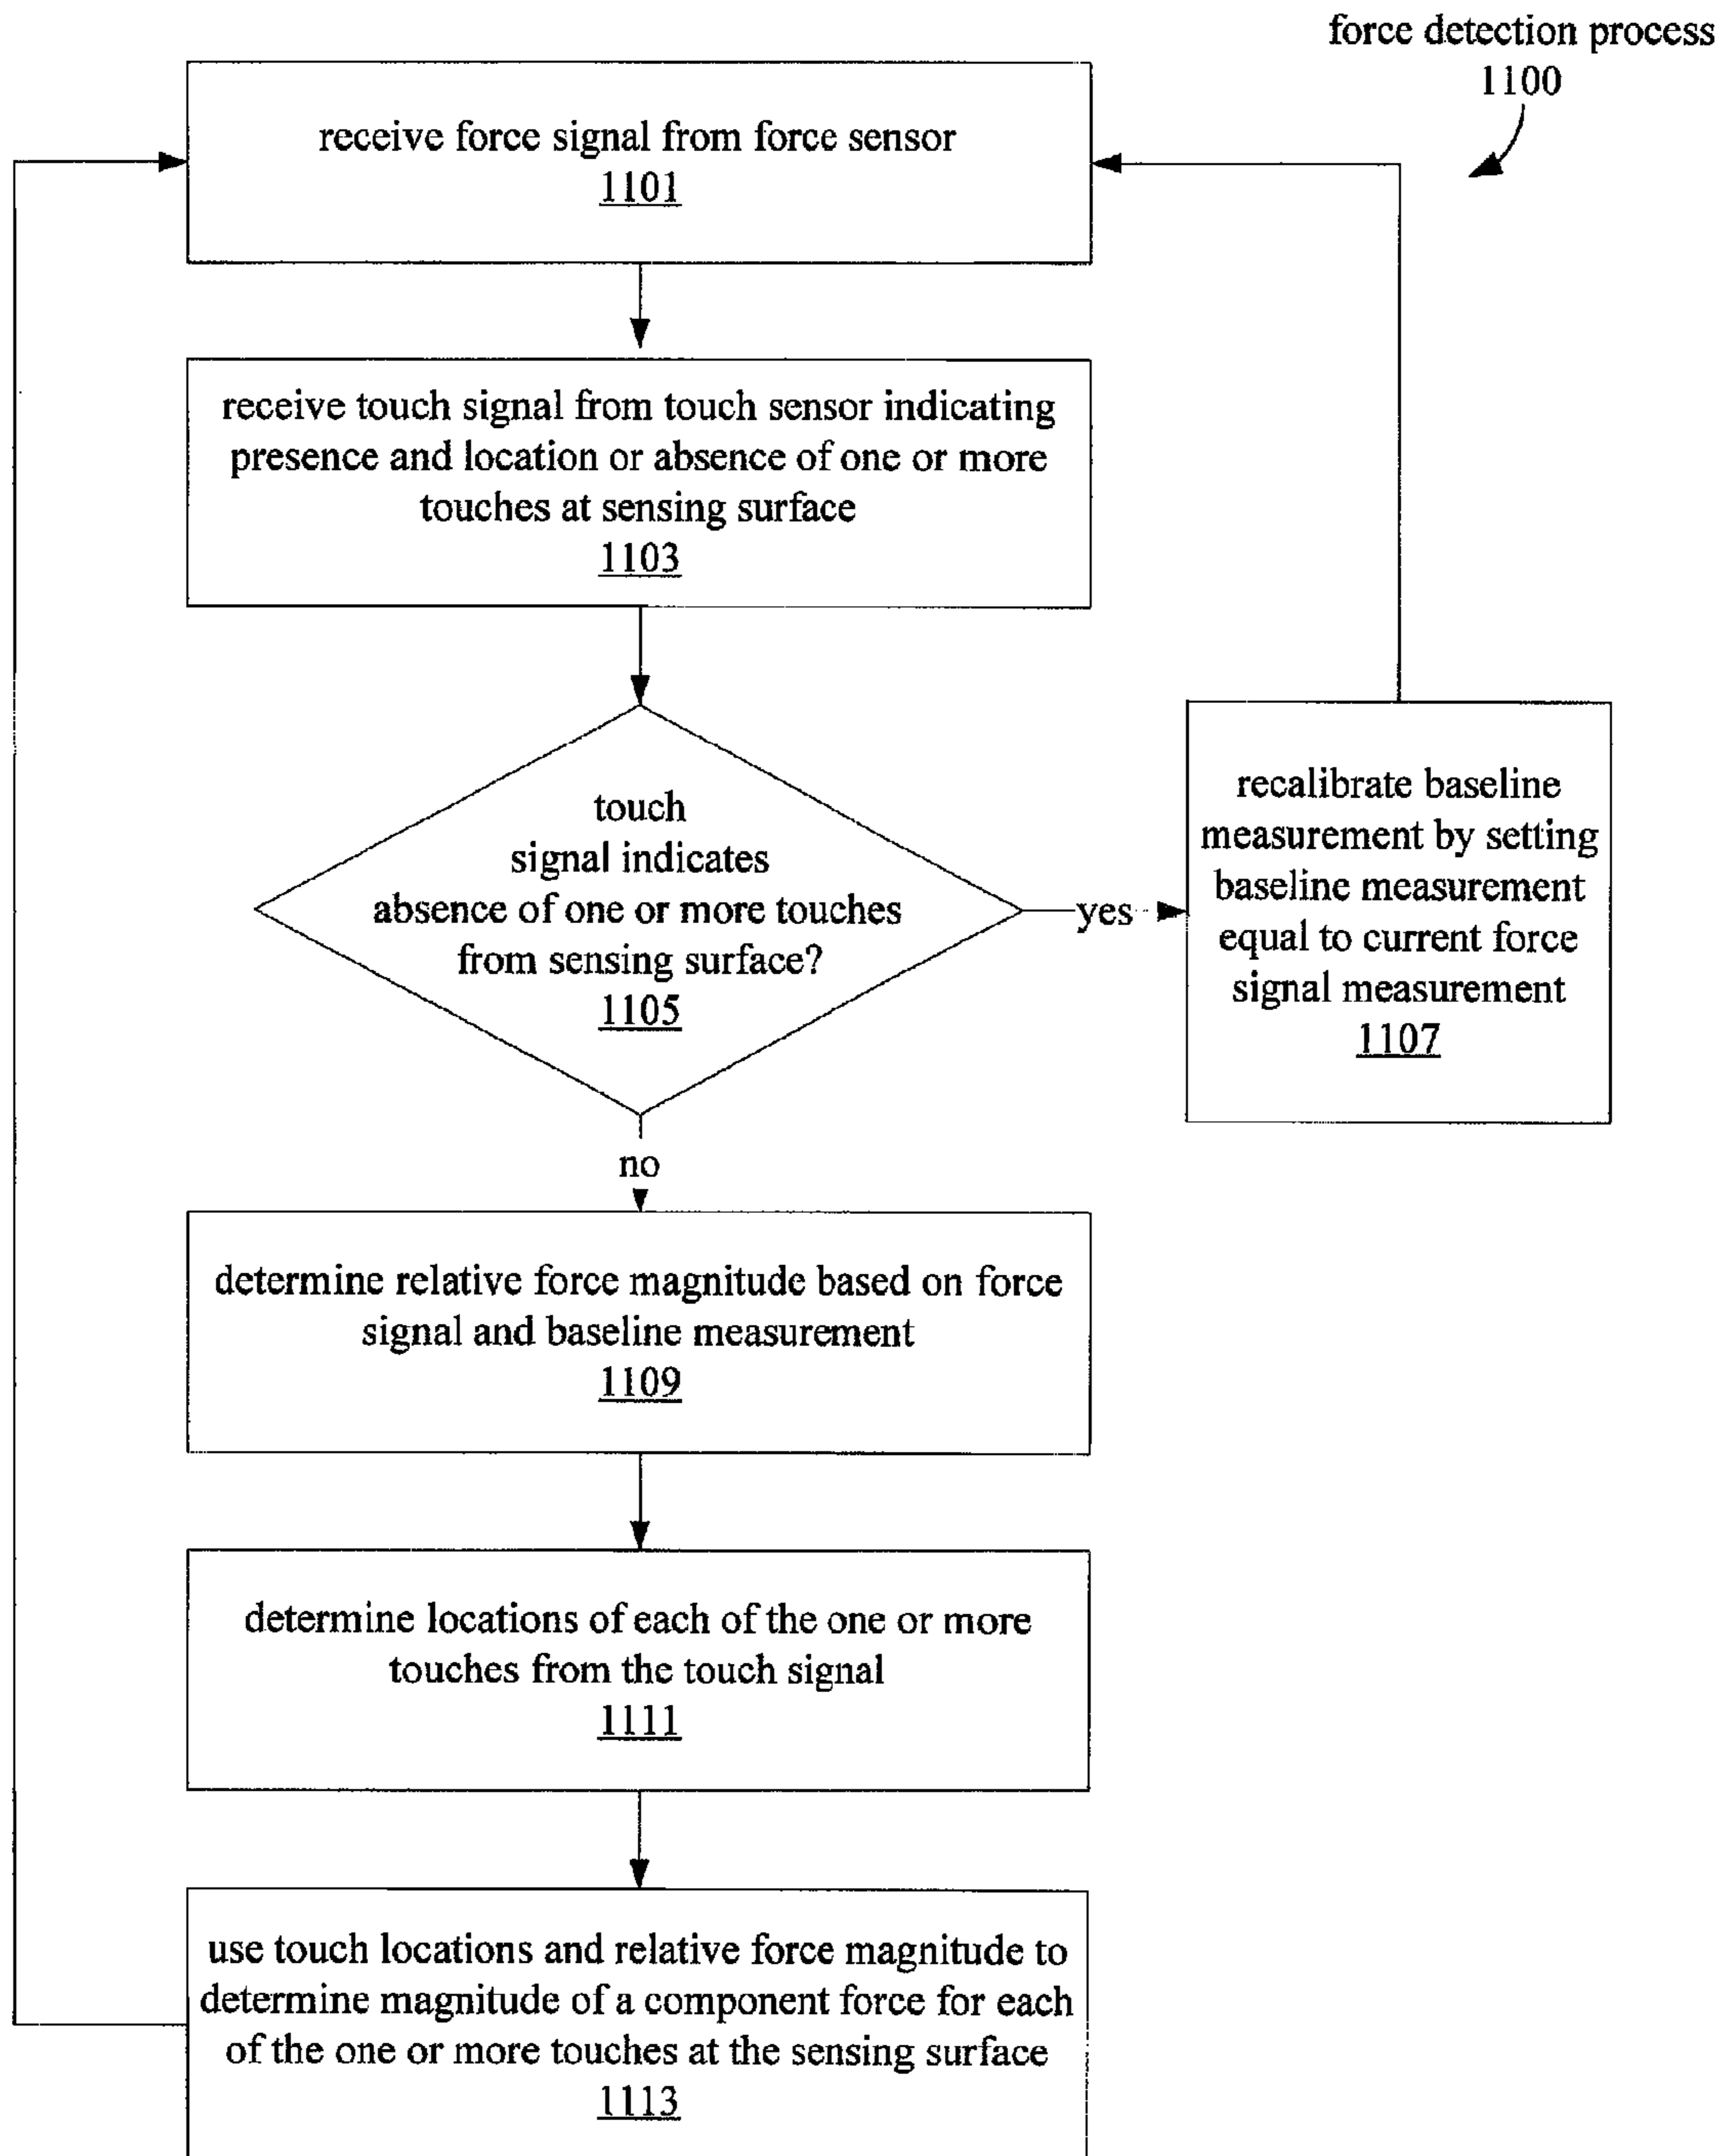 force detection process
1100
receive force signal from force sensor
1101
receive touch signal from touch sensor indicating
presence and location or absence of one or more
touches at sensing surface
1103
touch
signal indicates
absence of one or more touches
from sensing surface?
1105
yes
recalibrate baseline
measurement by setting
baseline measurement
equal to current force
signal measurement
1107
no
determine relative force magnitude based on force
signal and baseline measurement
1109
determine locations of each of the one or more
touches from the touch signal
1111
use touch locations and relative force magnitude to
determine magnitude of a component force for each
of the one or more touches at the sensing surface
1113